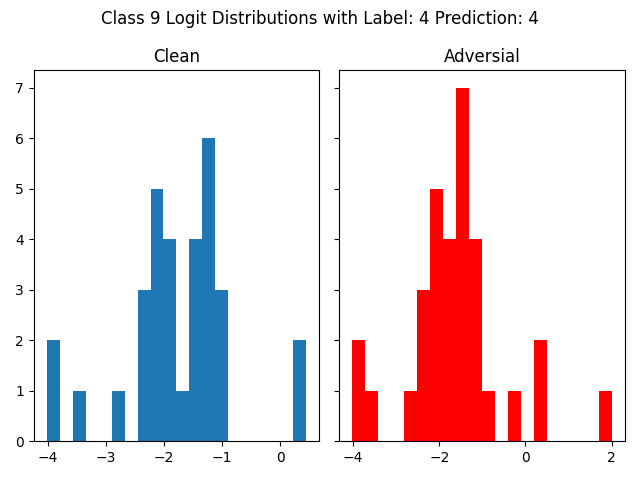 Class 9 Logit Distributions with Label: 4 Prediction: 4
Clean
Adversial
7
6
5
4
3
2
1
0
−4 −3 −2 −1 0
−4 −2 0 2